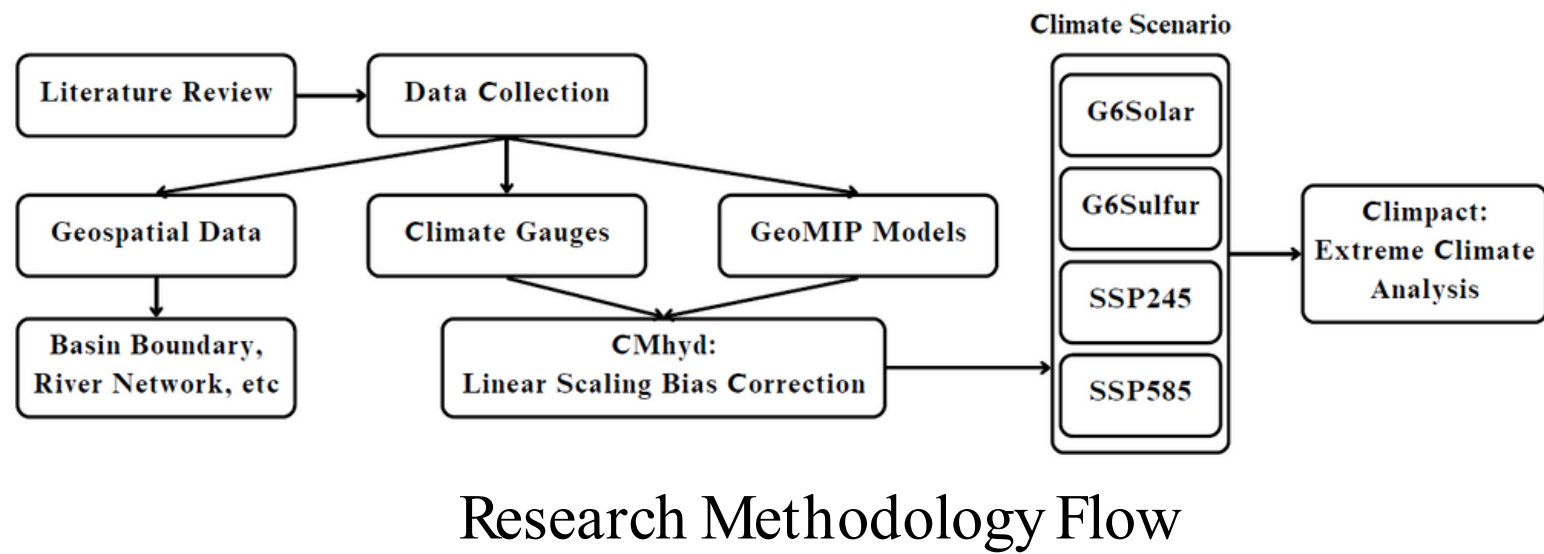 Climate Scenario
Literature Review
Data Collection
G6Solar
G6Sulfur
Geospatial Data
Climate Gauges
GeoMIP Models
Climpact:
Extreme Climate
Analysis
SSP245
Basin Boundary,
River Network, etc
CMhyd:
Linear Scaling Bias Correction
SSP585
Research Methodology Flow